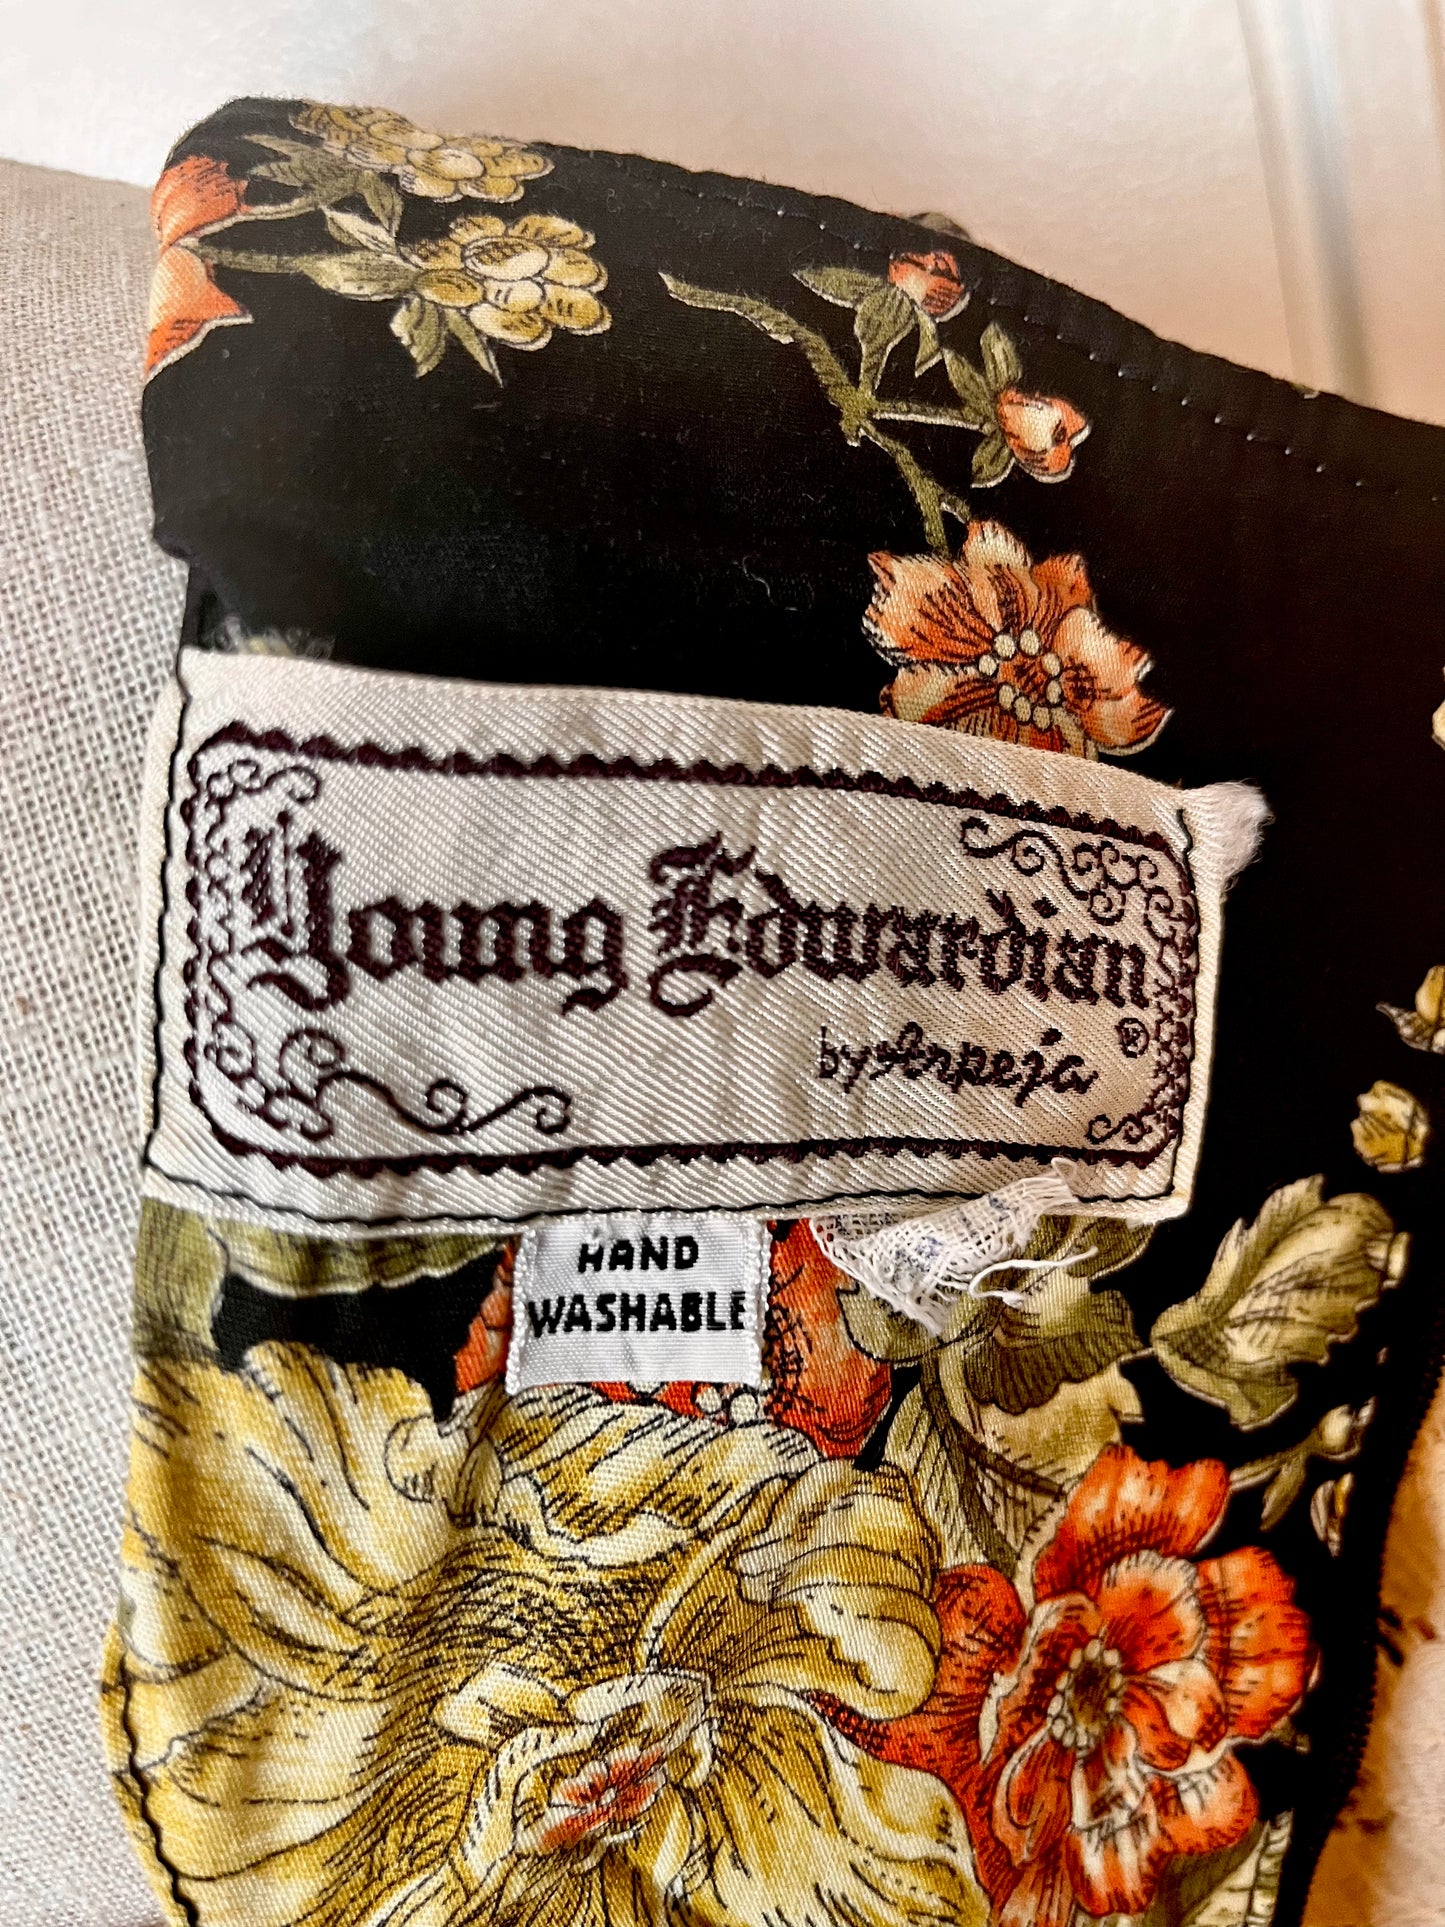 Young Edwardian
by Arpeja ®
HAND
WASHABLE